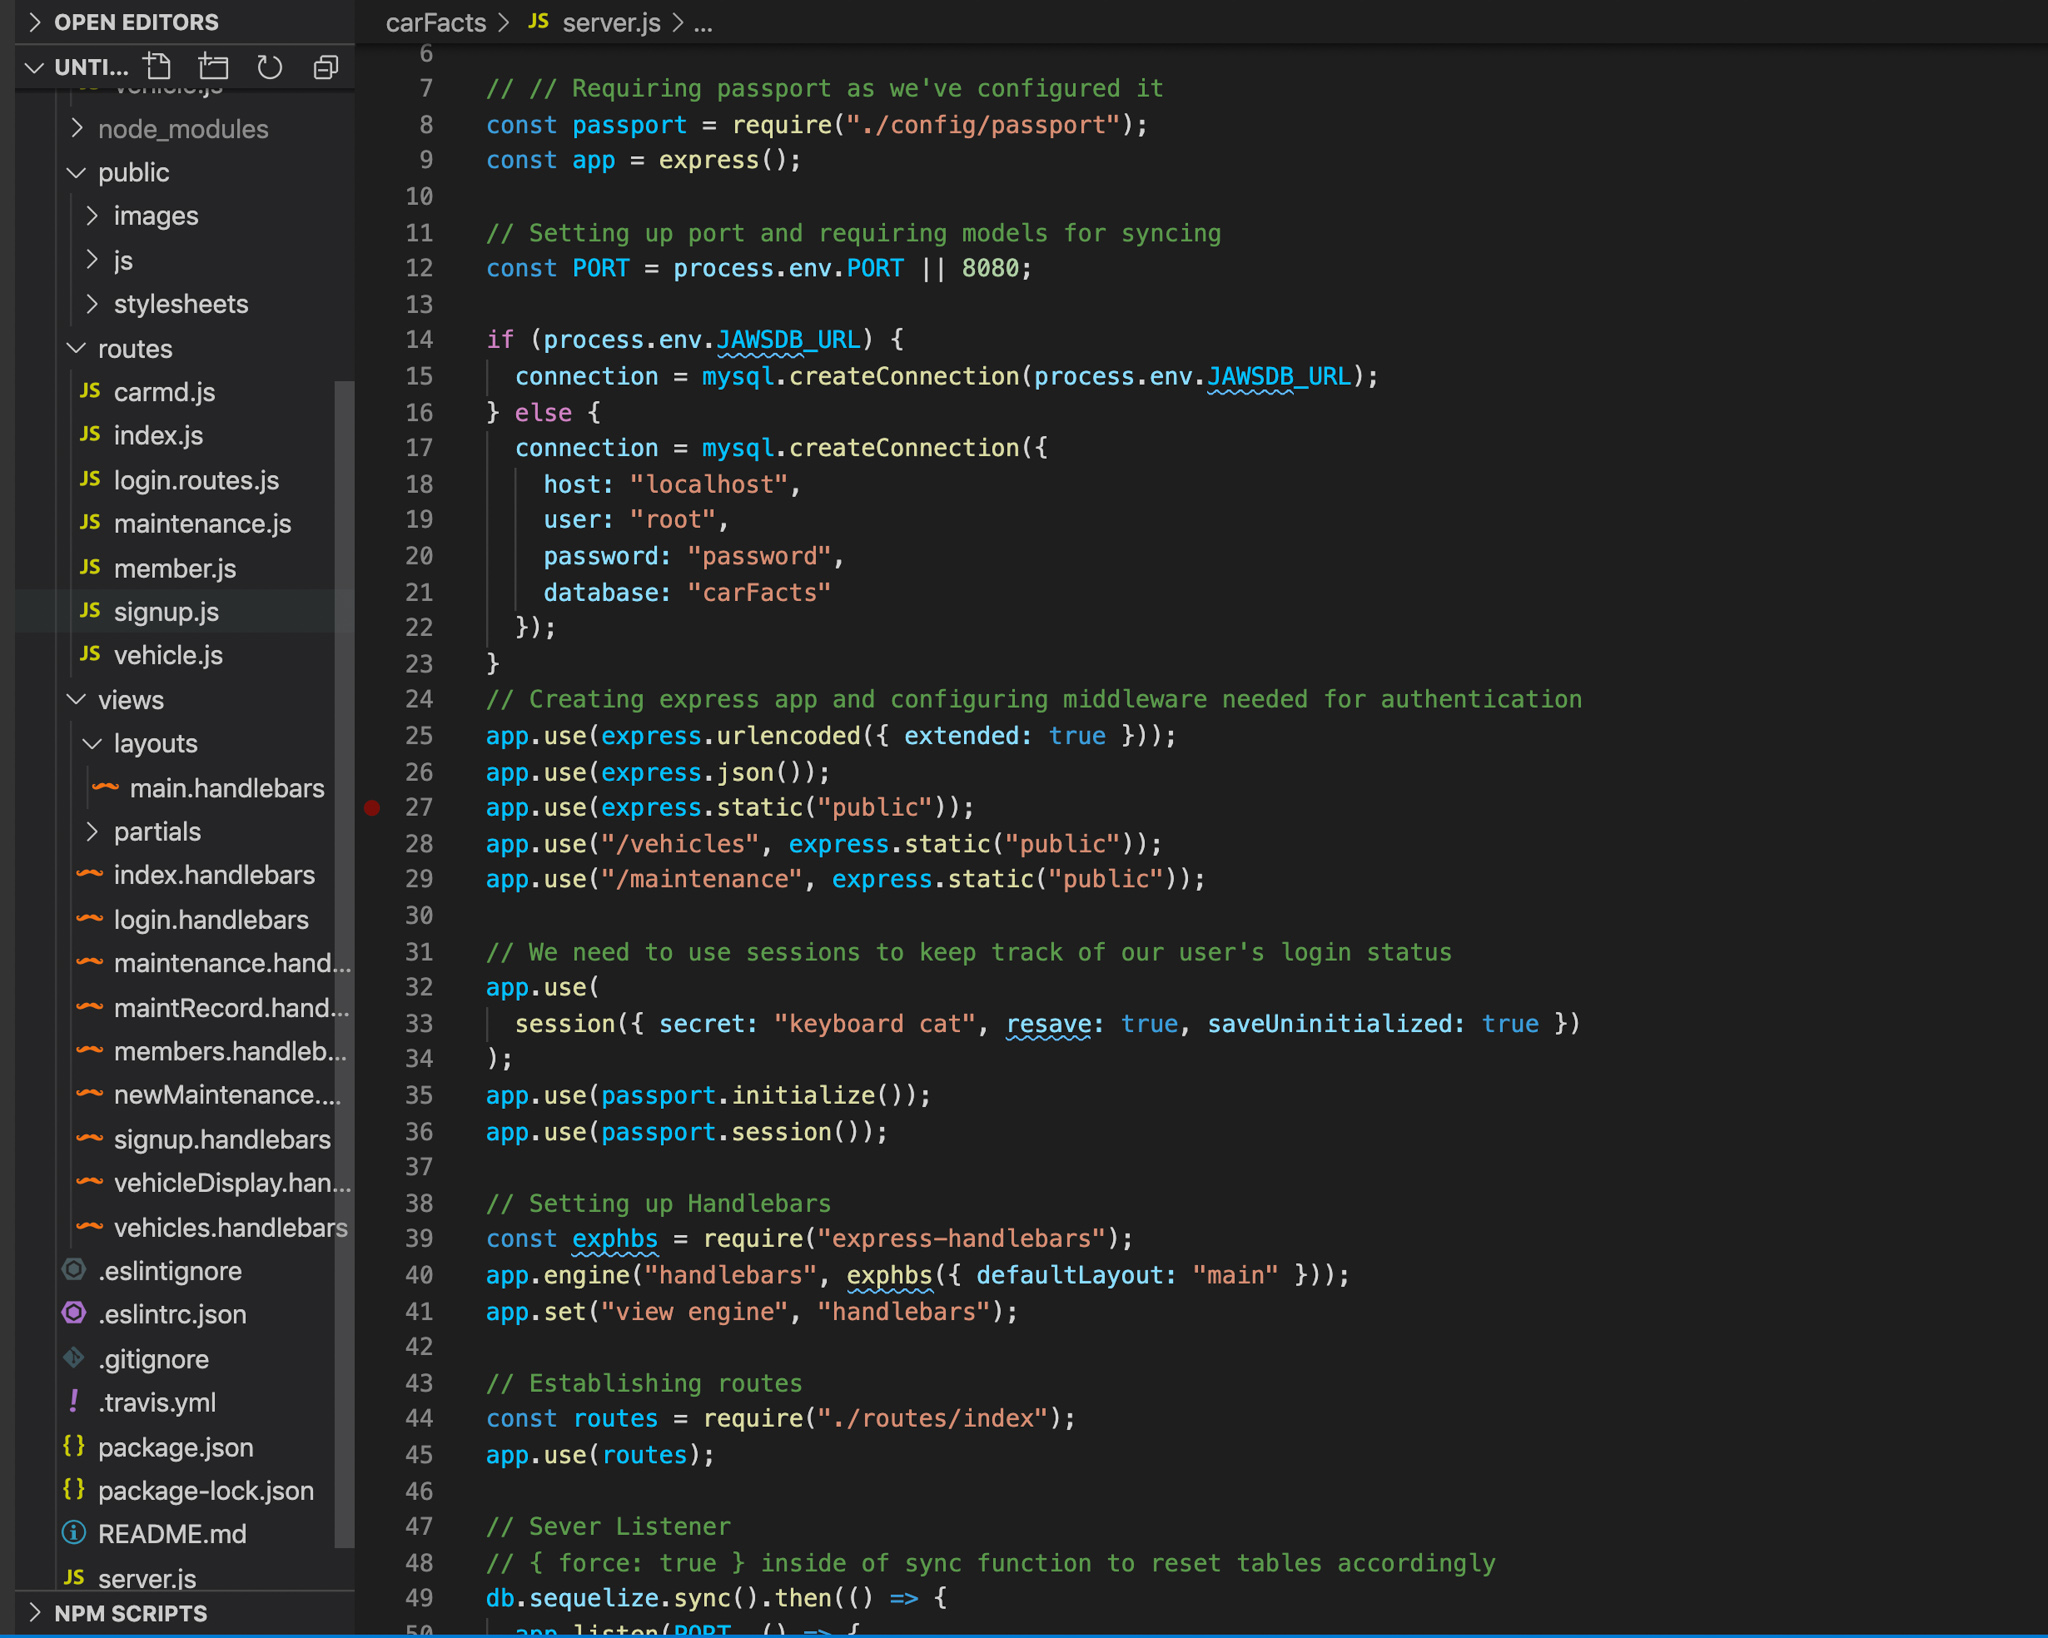 OPEN EDITORS
UNTI...
vehicle.js
node_modules
public
images
js
stylesheets
routes
JS carmd.js
JS index.js
JS login.routes.js
JS maintenance.js
JS member.js
JS signup.js
JS vehicle.js
views
layouts
main.handlebars
partials
index.handlebars
login.handlebars
maintenance.hand...
maintRecord.hand...
members.handleb...
newMaintenance....
signup.handlebars
vehicleDisplay.han...
vehicles.handlebars
.eslintignore
.eslintrc.json
.gitignore
! .travis.yml
{} package.json
{} package-lock.json
README.md
JS server.js
NPM SCRIPTS
carFacts > JS server.js > ...
6
7 // // Requiring passport as we've configured it
8 const passport = require("./config/passport");
9 const app = express();
10
11 // Setting up port and requiring models for syncing
12 const PORT = process.env.PORT || 8080;
13
14 if (process.env.JAWSDB_URL) {
15 connection = mysql.createConnection(process.env.JAWSDB_URL);
16 } else {
17 connection = mysql.createConnection({
18 host: "localhost",
19 user: "root",
20 password: "password",
21 database: "carFacts"
22 });
23 }
24 // Creating express app and configuring middleware needed for authentication
25 app.use(express.urlencoded({ extended: true }));
26 app.use(express.json());
27 app.use(express.static("public"));
28 app.use("/vehicles", express.static("public"));
29 app.use("/maintenance", express.static("public"));
30
31 // We need to use sessions to keep track of our user's login status
32 app.use(
33 session({ secret: "keyboard cat", resave: true, saveUninitialized: true })
34 );
35 app.use(passport.initialize());
36 app.use(passport.session());
37
38 // Setting up Handlebars
39 const exphbs = require("express-handlebars");
40 app.engine("handlebars", exphbs({ defaultLayout: "main" }));
41 app.set("view engine", "handlebars");
42
43 // Establishing routes
44 const routes = require("./routes/index");
45 app.use(routes);
46
47 // Sever Listener
48 // { force: true } inside of sync function to reset tables accordingly
49 db.sequelize.sync().then(() => {
50 app.listen(PORT, () => {